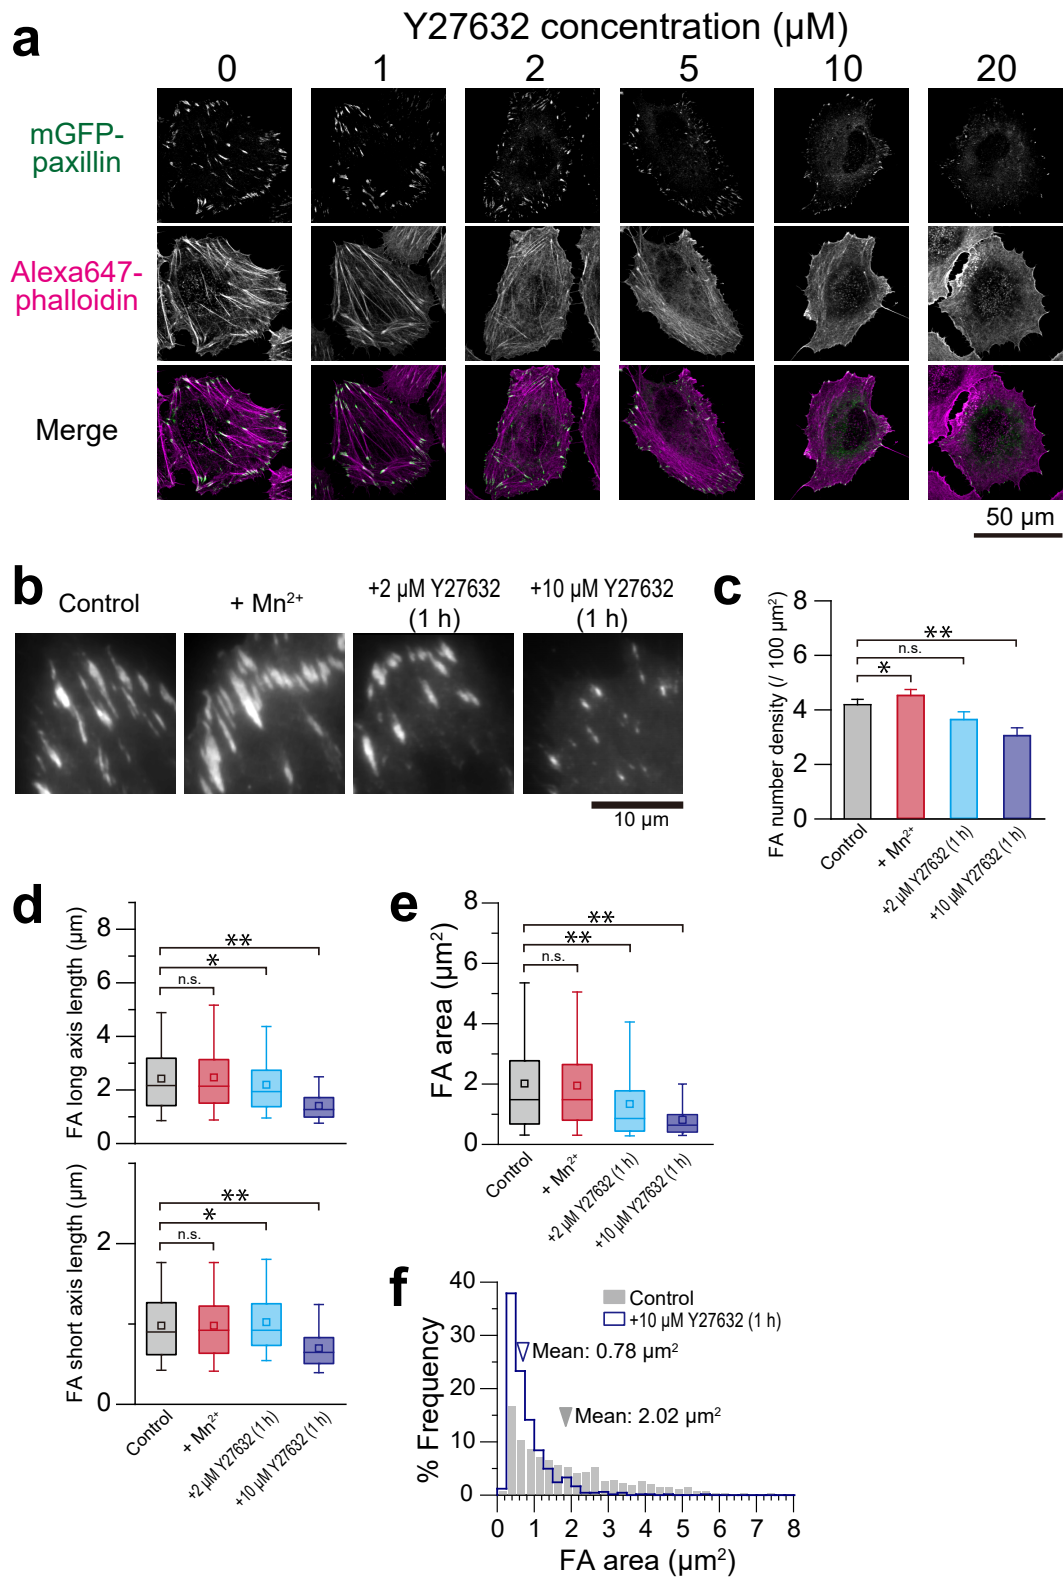 a
Y27632 concentration (μM)
0 1 2 5 10 20
mGFP-
paxillin
Alexa647-
phalloidin
Merge
50 μm
b
Control
+ Mn²⁺
+2 μM Y27632
(1 h)
+10 μM Y27632
(1 h)
10 μm
c
FA number density (/ 100 μm²)
8
6
4
2
0
**
n.s.
*
Control
+ Mn²⁺
+2 μM Y27632 (1 h)
+10 μM Y27632 (1 h)
d
FA long axis length (μm)
8
6
4
2
0
**
*
n.s.
FA short axis length (μm)
2
0
**
*
n.s.
Control
+ Mn²⁺
+2 μM Y27632 (1 h)
+10 μM Y27632 (1 h)
e
FA area (μm²)
8
6
4
2
0
**
**
n.s.
Control
+ Mn²⁺
+2 μM Y27632 (1 h)
+10 μM Y27632 (1 h)
f
% Frequency
40
30
20
10
0
Control
+10 μM Y27632 (1 h)
Mean: 0.78 μm²
Mean: 2.02 μm²
0 1 2 3 4 5 6 7 8
FA area (μm²)